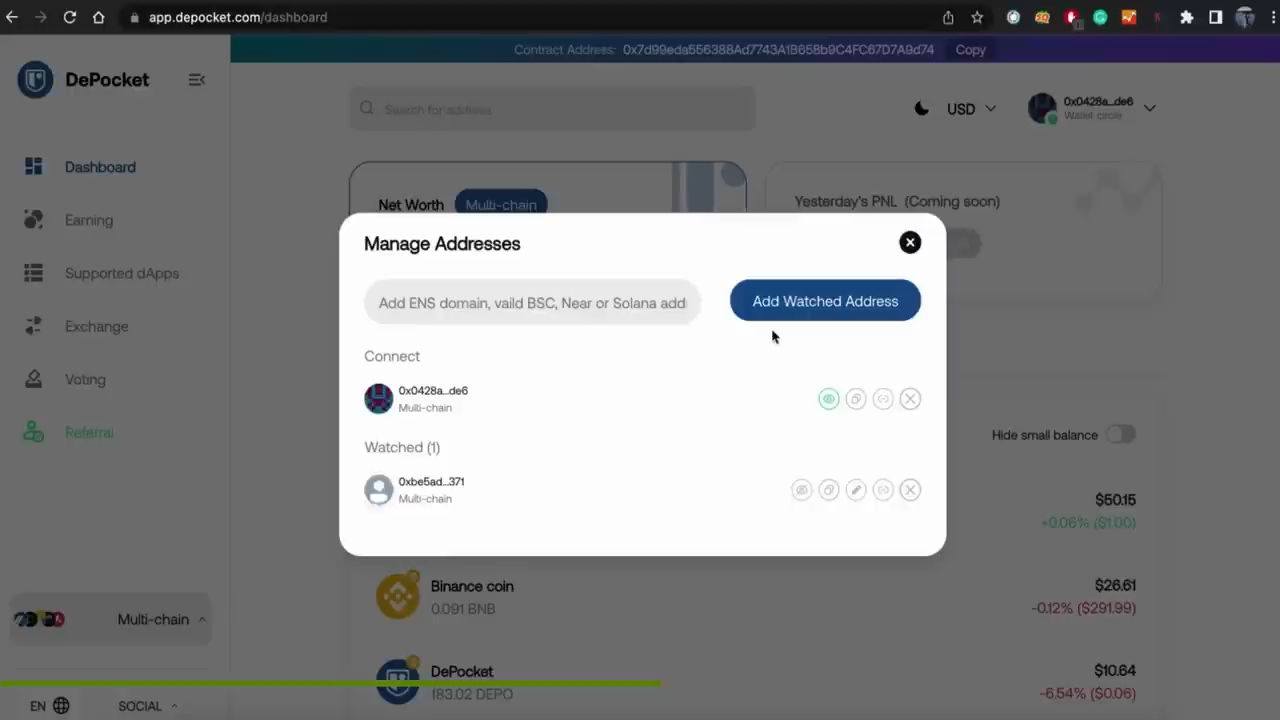 app.depocket.com/dashboard
Contract Address: 0x7d99eda556388Ad7743A1B658b9C4FC67D7A9d74 Copy
DePocket
Search for address
USD
0x0428a...de6
Wallet circle
Dashboard
Earning
Supported dApps
Exchange
Voting
Referral
Net Worth Multi-chain
Yesterday's PNL (Coming soon)
Manage Addresses
Add ENS domain, vaild BSC, Near or Solana add
Add Watched Address
Connect
0x0428a...de6
Multi-chain
Watched (1)
0xbe5ad...371
Multi-chain
Hide small balance
$50.15
+0.06% ($1.00)
Binance coin
0.091 BNB
$26.61
-0.12% ($291.99)
DePocket
183.02 DEPO
$10.64
-6.54% ($0.06)
Multi-chain
EN
SOCIAL